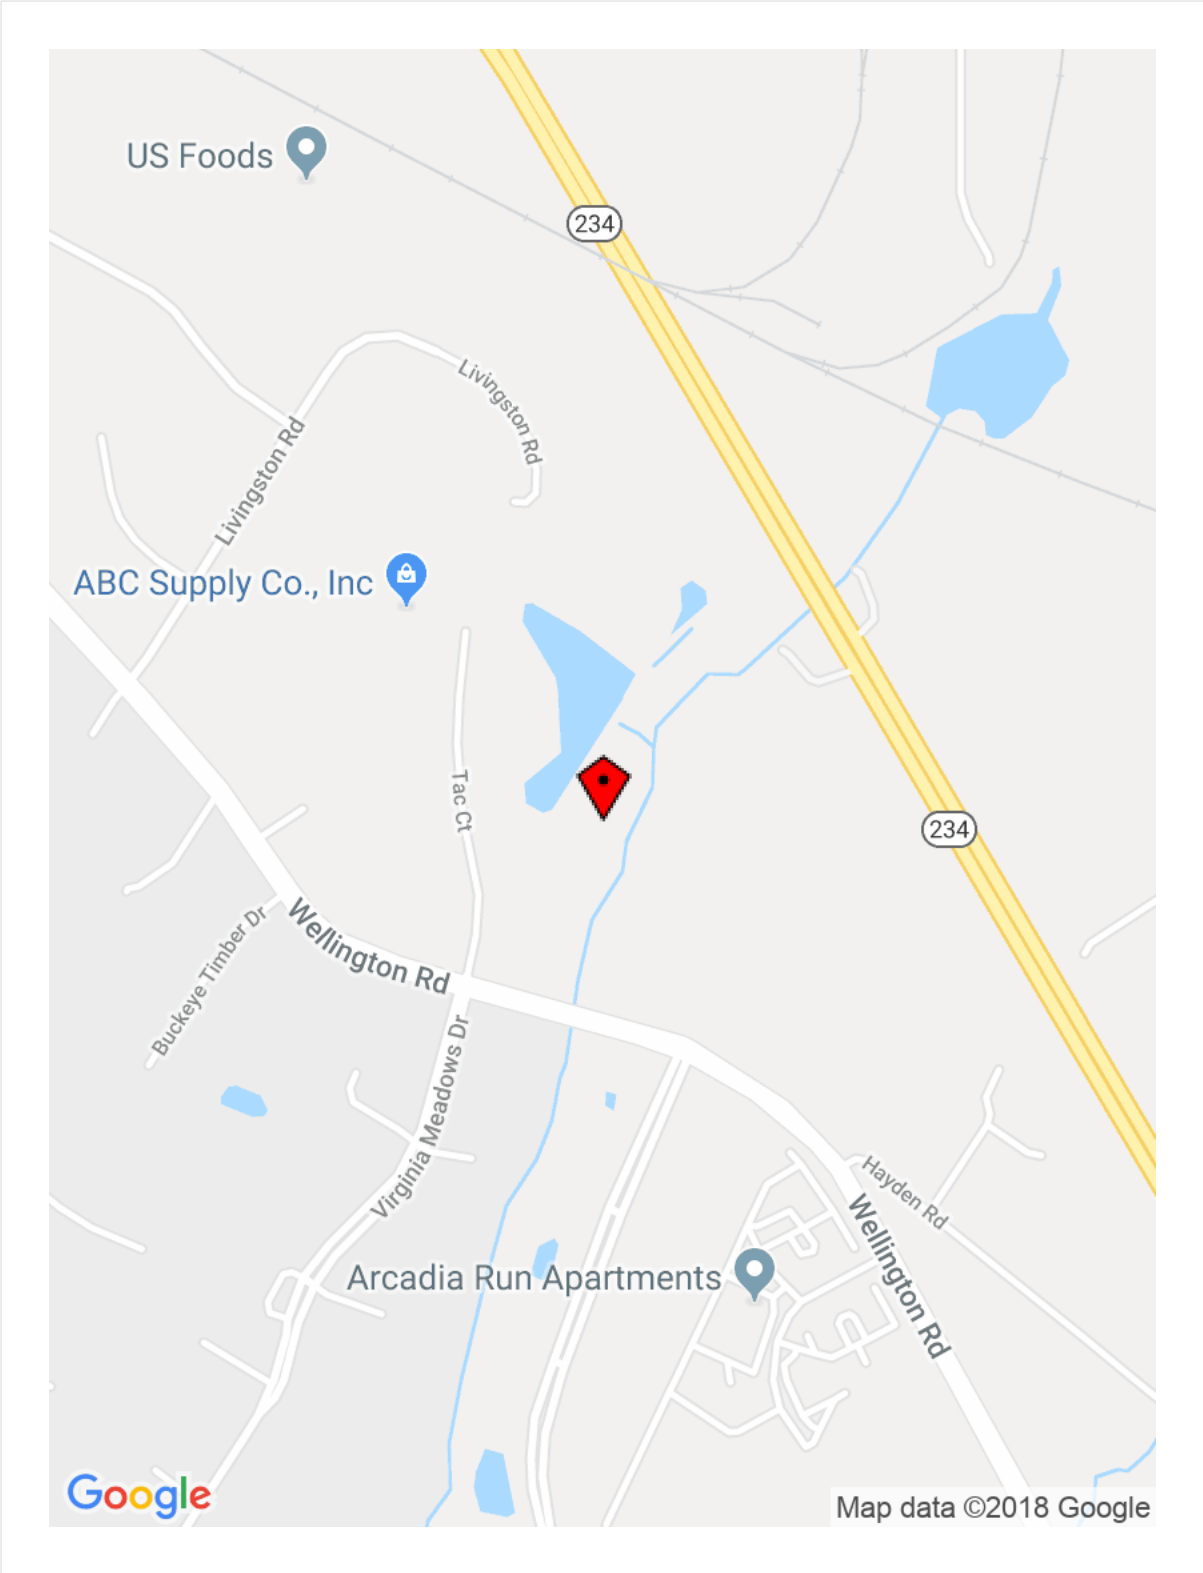 US Foods
234
Livingston Rd
Livingston Rd
ABC Supply Co., Inc
Tac Ct
234
Wellington Rd
Buckeye Timber Dr
Virginia Meadows Dr
Hayden Rd
Wellington Rd
Arcadia Run Apartments
Google
Map data ©2018 Google